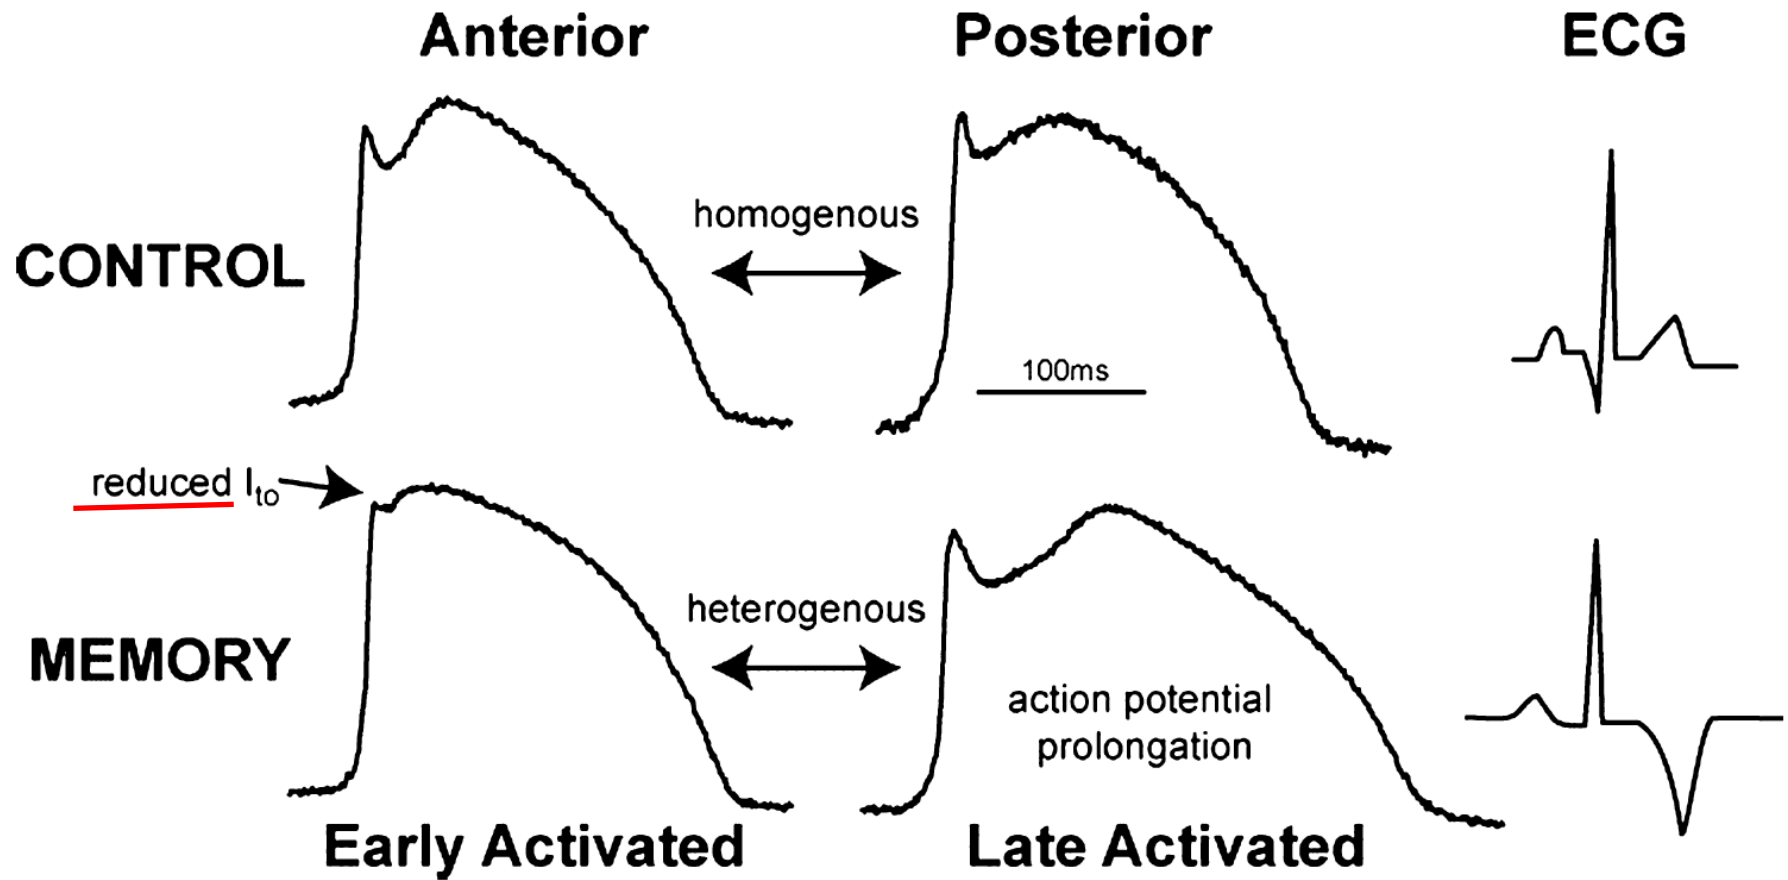 Anterior
Posterior
ECG
homogenous
CONTROL
100ms
reduced Ito
heterogenous
MEMORY
action potential
prolongation
Early Activated
Late Activated